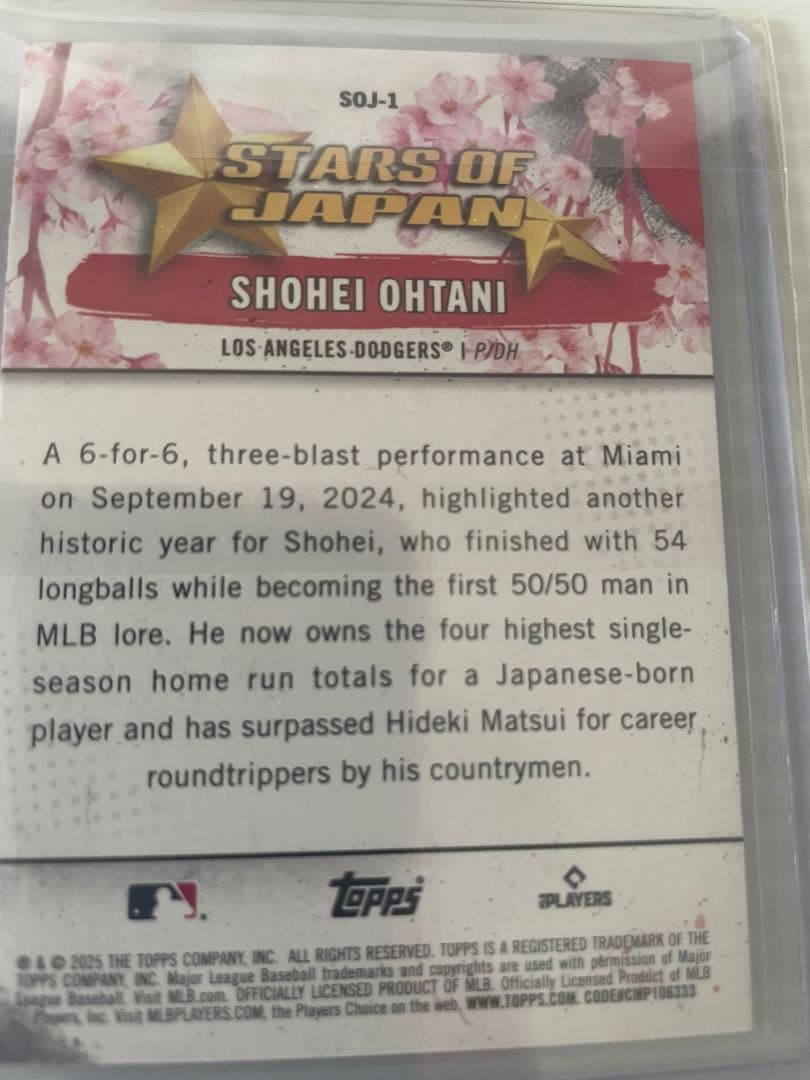 SOJ-1
STARS OF
JAPAN
SHOHEI OHTANI
LOS ANGELES DODGERS® | P/DH
A 6-for-6, three-blast performance at Miami
on September 19, 2024, highlighted another
historic year for Shohei, who finished with 54
longballs while becoming the first 50/50 man in
MLB lore. He now owns the four highest single-
season home run totals for a Japanese-born
player and has surpassed Hideki Matsui for career
roundtrippers by his countrymen.
topps
PLAYERS
® & © 2025 THE TOPPS COMPANY, INC. ALL RIGHTS RESERVED. TOPPS IS A REGISTERED TRADEMARK OF THE
TOPPS COMPANY, INC. Major League Baseball trademarks and copyrights are used with permission of Major
League Baseball. Visit MLB.com. OFFICIALLY LICENSED PRODUCT OF MLB. Officially Licensed Product of MLB
Players, Inc. Visit MLBPLAYERS.COM, the Players Choice on the web. WWW.TOPPS.COM. CODE#CMP106333